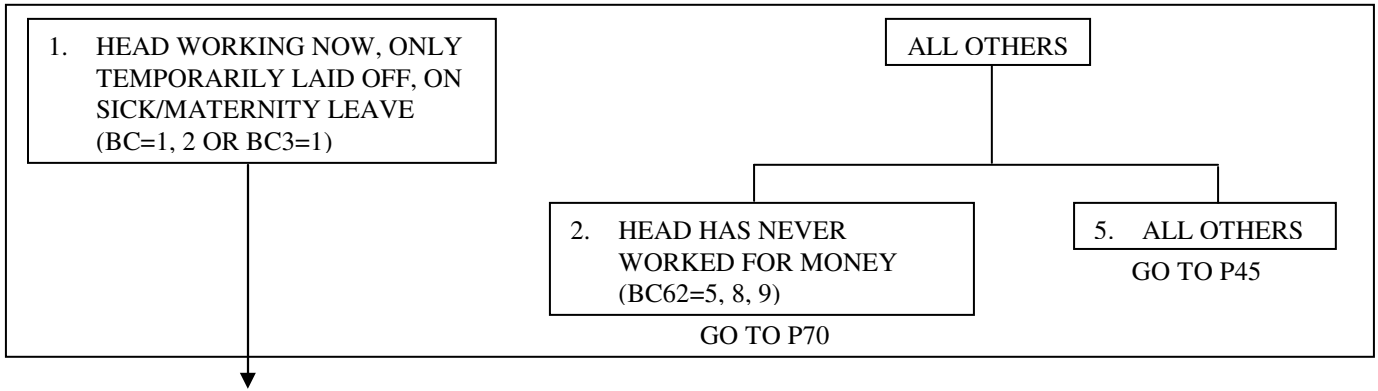 1. HEAD WORKING NOW, ONLY
TEMPORARILY LAID OFF, ON
SICK/MATERNITY LEAVE
(BC=1, 2 OR BC3=1)
ALL OTHERS
2. HEAD HAS NEVER
WORKED FOR MONEY
(BC62=5, 8, 9)
GO TO P70
5. ALL OTHERS
GO TO P45